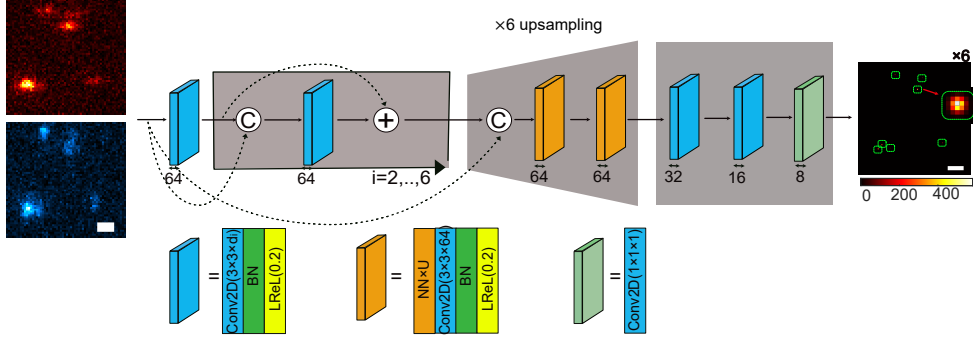 ×6 upsampling
×6
C
+
C
64
64
i=2,..,6
64
64
32
16
8
0 200 400
=
Conv2D(3×3×di)
BN
LReL(0.2)
=
NN×U
Conv2D(3×3×64)
BN
LReL(0.2)
=
Conv2D(1×1×1)